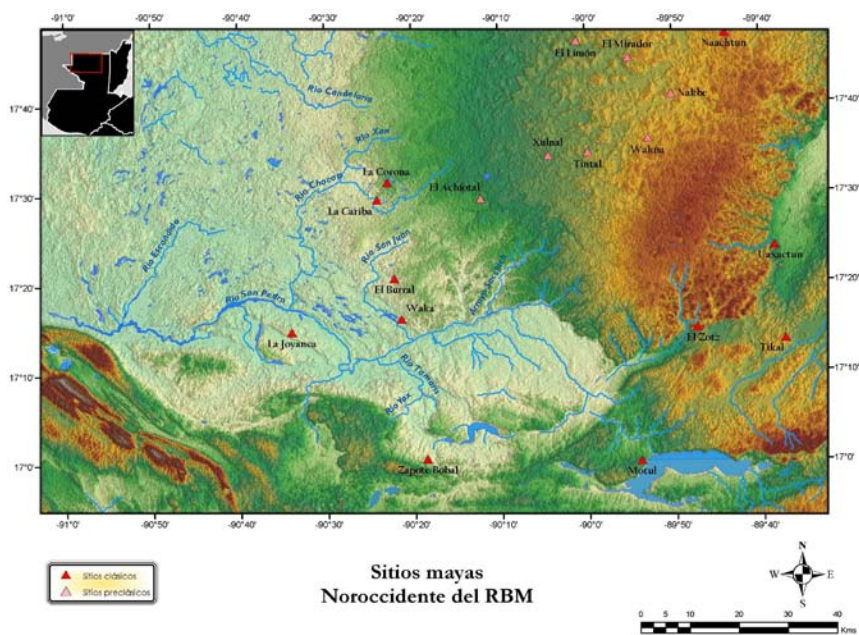 -91°0' -90°50' -90°40' -90°30' -90°20' -90°10' -90°0' -89°50' -89°40'
El Mirador
El Limón
Naachtun
Nakbe
17°40' 17°40'
Río Candelaria
Río Xan
Xulnal
Tintal
Wakna
La Corona
El Achiotal
17°30' 17°30'
Río Chocop
La Cariba
Río Escondido
Río San Juan
Uaxactun
17°20' 17°20'
El Burral
Río San Pedro
Waka
La Joyanca
El Zotz
Tikal
17°10' 17°10'
Río Tamaris
Río Yax
17°0' 17°0'
Zapote Bobal
Motul
-91°0' -90°50' -90°40' -90°30' -90°20' -90°10' -90°0' -89°50' -89°40'
Sitios clásicos
Sitios preclásicos
Sitios mayas
Noroccidente del RBM
N
W E
S
0 5 10 20 30 40
Kms